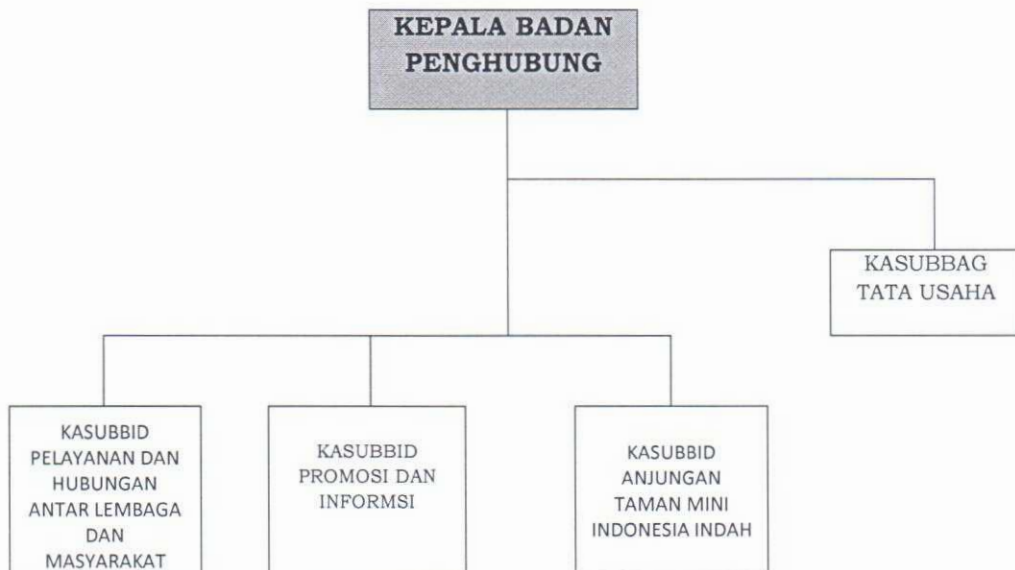 KEPALA BADAN
PENGHUBUNG
KASUBBAG
TATA USAHA
KASUBBID
PELAYANAN DAN
HUBUNGAN
ANTAR LEMBAGA
DAN
MASYARAKAT
KASUBBID
PROMOSI DAN
INFORMSI
KASUBBID
ANJUNGAN
TAMAN MINI
INDONESIA INDAH